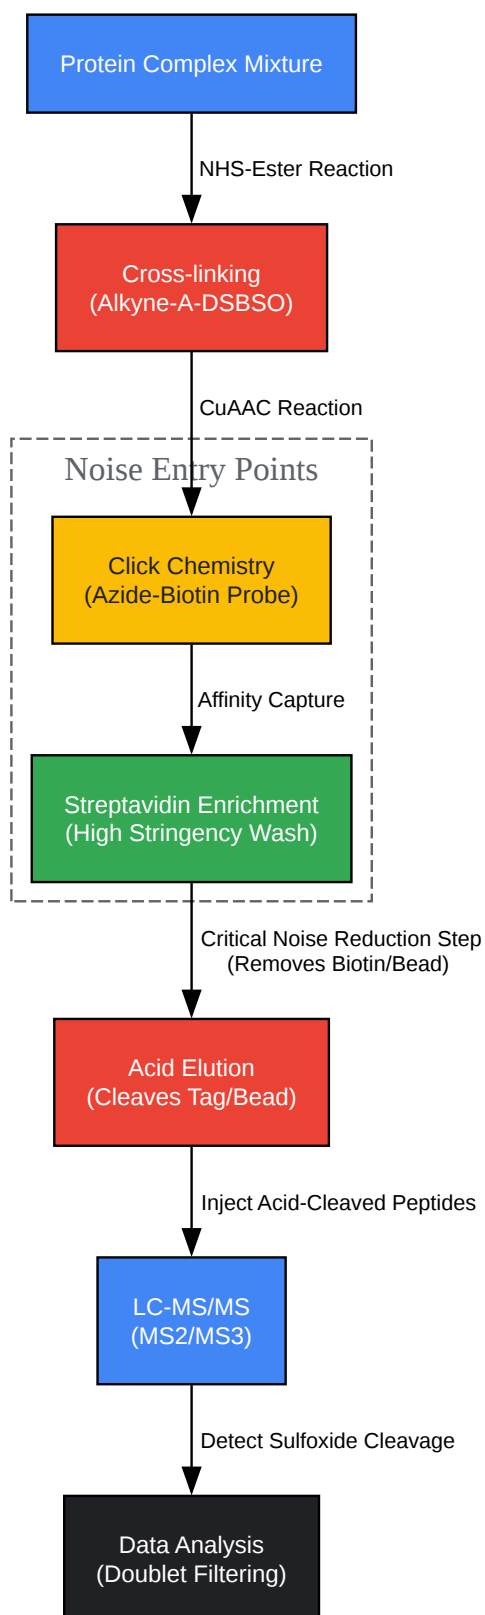 Protein Complex Mixture
NHS-Ester Reaction
Cross-linking
(Alkyne-A-DSBSO)
CuAAC Reaction
Noise Entry Points
Click Chemistry
(Azide-Biotin Probe)
Affinity Capture
Streptavidin Enrichment
(High Stringency Wash)
Critical Noise Reduction Step
(Removes Biotin/Bead)
Acid Elution
(Cleaves Tag/Bead)
Inject Acid-Cleaved Peptides
LC-MS/MS
(MS2/MS3)
Detect Sulfoxide Cleavage
Data Analysis
(Doublet Filtering)